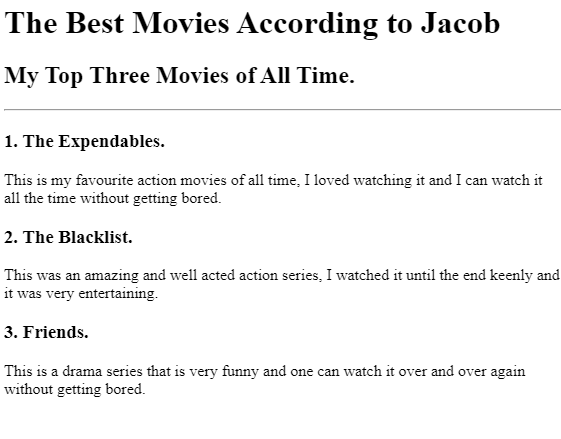 The Best Movies According to Jacob
My Top Three Movies of All Time.
1. The Expendables.
This is my favourite action movies of all time, I loved watching it and I can watch it
all the time without getting bored.
2. The Blacklist.
This was an amazing and well acted action series, I watched it until the end keenly and
it was very entertaining.
3. Friends.
This is a drama series that is very funny and one can watch it over and over again
without getting bored.